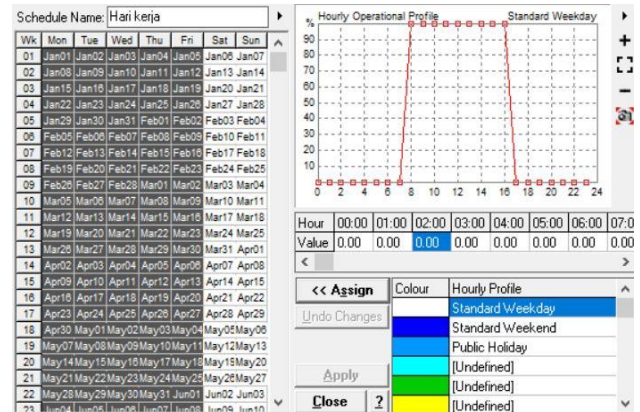 Schedule Name: Hari kerja
Wk Mon Tue Wed Thu Fri Sat Sun
01 Jan01 Jan02 Jan03 Jan04 Jan05 Jan06 Jan07
02 Jan08 Jan09 Jan10 Jan11 Jan12 Jan13 Jan14
03 Jan15 Jan16 Jan17 Jan18 Jan19 Jan20 Jan21
04 Jan22 Jan23 Jan24 Jan25 Jan26 Jan27 Jan28
05 Jan29 Jan30 Jan31 Feb01 Feb02 Feb03 Feb04
06 Feb05 Feb06 Feb07 Feb08 Feb09 Feb10 Feb11
07 Feb12 Feb13 Feb14 Feb15 Feb16 Feb17 Feb18
08 Feb19 Feb20 Feb21 Feb22 Feb23 Feb24 Feb25
09 Feb26 Feb27 Feb28 Mar01 Mar02 Mar03 Mar04
10 Mar05 Mar06 Mar07 Mar08 Mar09 Mar10 Mar11
11 Mar12 Mar13 Mar14 Mar15 Mar16 Mar17 Mar18
12 Mar19 Mar20 Mar21 Mar22 Mar23 Mar24 Mar25
13 Mar26 Mar27 Mar28 Mar29 Mar30 Mar31 Apr01
14 Apr02 Apr03 Apr04 Apr05 Apr06 Apr07 Apr08
15 Apr09 Apr10 Apr11 Apr12 Apr13 Apr14 Apr15
16 Apr16 Apr17 Apr18 Apr19 Apr20 Apr21 Apr22
17 Apr23 Apr24 Apr25 Apr26 Apr27 Apr28 Apr29
18 Apr30 May01 May02 May03 May04 May05 May06
19 May07 May08 May09 May10 May11 May12 May13
20 May14 May15 May16 May17 May18 May19 May20
21 May21 May22 May23 May24 May25 May26 May27
22 May28 May29 May30 May31 Jun01 Jun02 Jun03
23 Jun04 Jun05 Jun06 Jun07 Jun08 Jun09 Jun10
% Hourly Operational Profile Standard Weekday
90
80
70
60
50
40
30
20
10
0 2 4 6 8 10 12 14 16 18 20 22 24
Hour 00:00 01:00 02:00 03:00 04:00 05:00 06:00 07:0
Value 0.00 0.00 0.00 0.00 0.00 0.00 0.00 0.00
<< Assign
Undo Changes
Apply
Close ?
Colour Hourly Profile
Standard Weekday
Standard Weekend
Public Holiday
[Undefined]
[Undefined]
[Undefined]